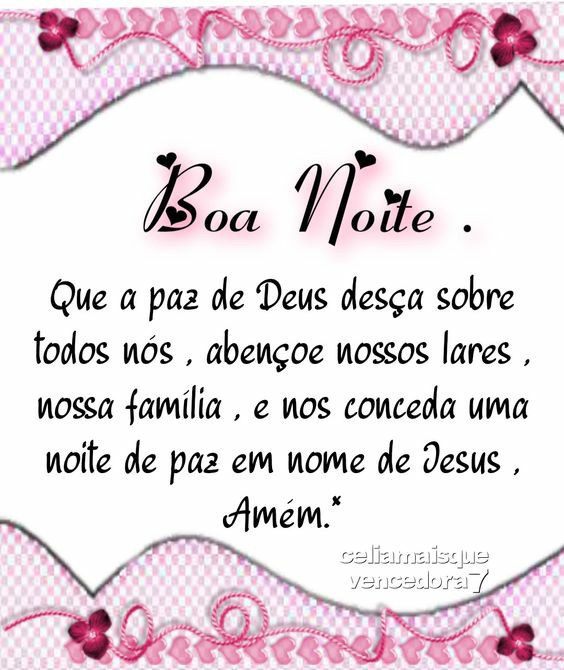 Boa Noite .
Que a paz de Deus desça sobre
todos nós , abençoe nossos lares ,
nossa família , e nos conceda uma
noite de paz em nome de Jesus ,
Amém.*
celiamaisque
vencedora7